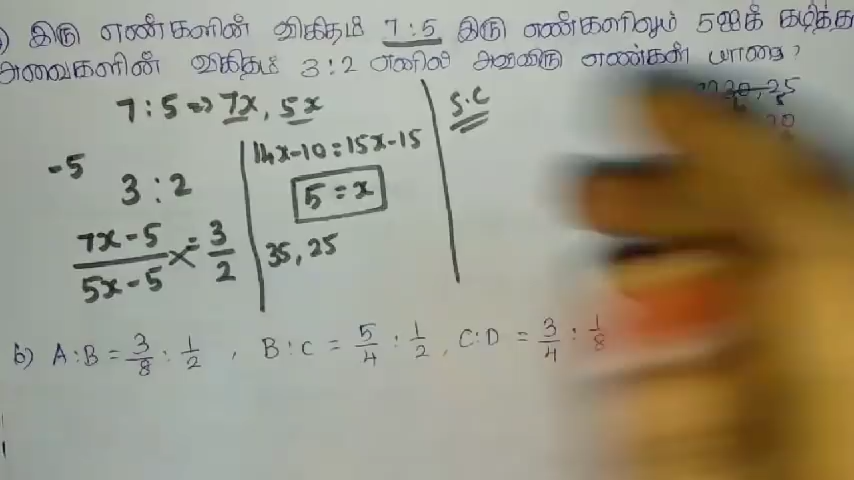 இரு எண்களின் விகிதம் 7:5 இரு எண்களிலும் 5ஐக் கழித்த
அவைகளின் விகிதம் 3:2 எனில் அவ்விரு எண்கள் யாவை?
7:5 => 7x, 5x
-5
3:2
7x-5 / 5x-5 = 3/2
14x-10 = 15x-15
5 = x
35, 25
S.C
25
b) A:B = 3/8 : 1/2 , B:C = 5/4 : 1/2 , C:D = 3/4 : 1/8